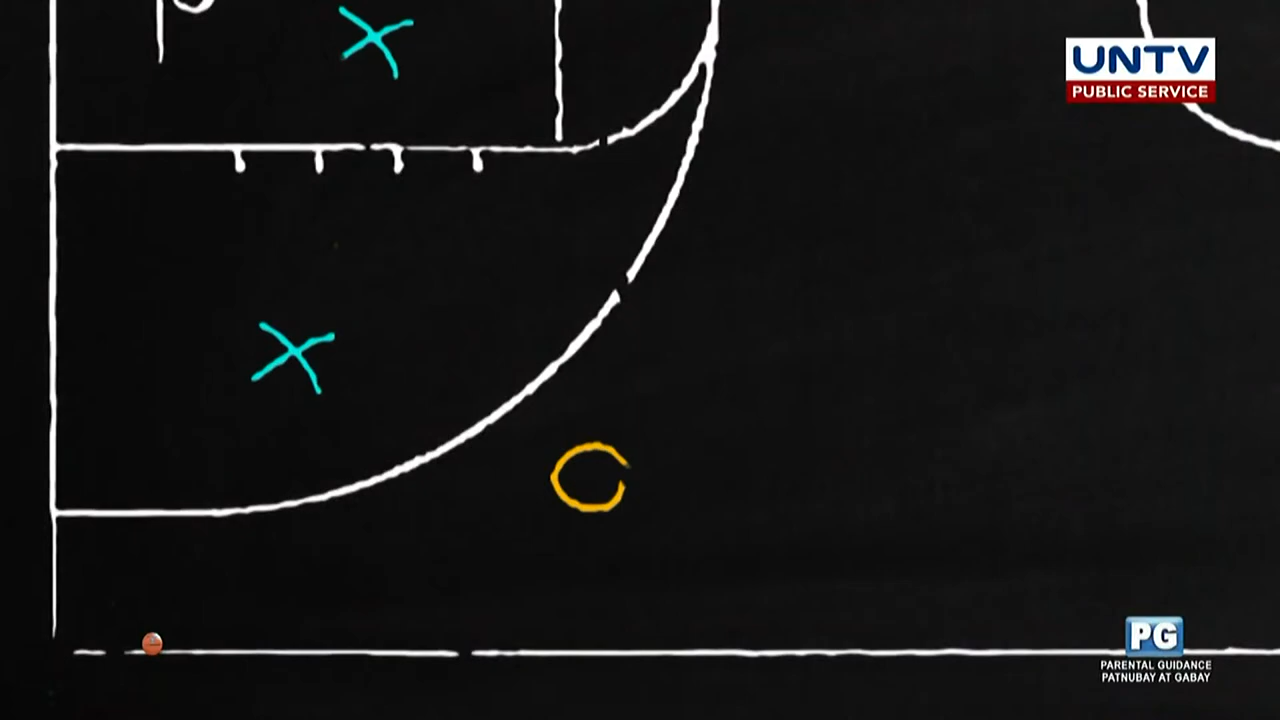 UNTV
PUBLIC SERVICE
PG
PARENTAL GUIDANCE
PATNUBAY AT GABAY